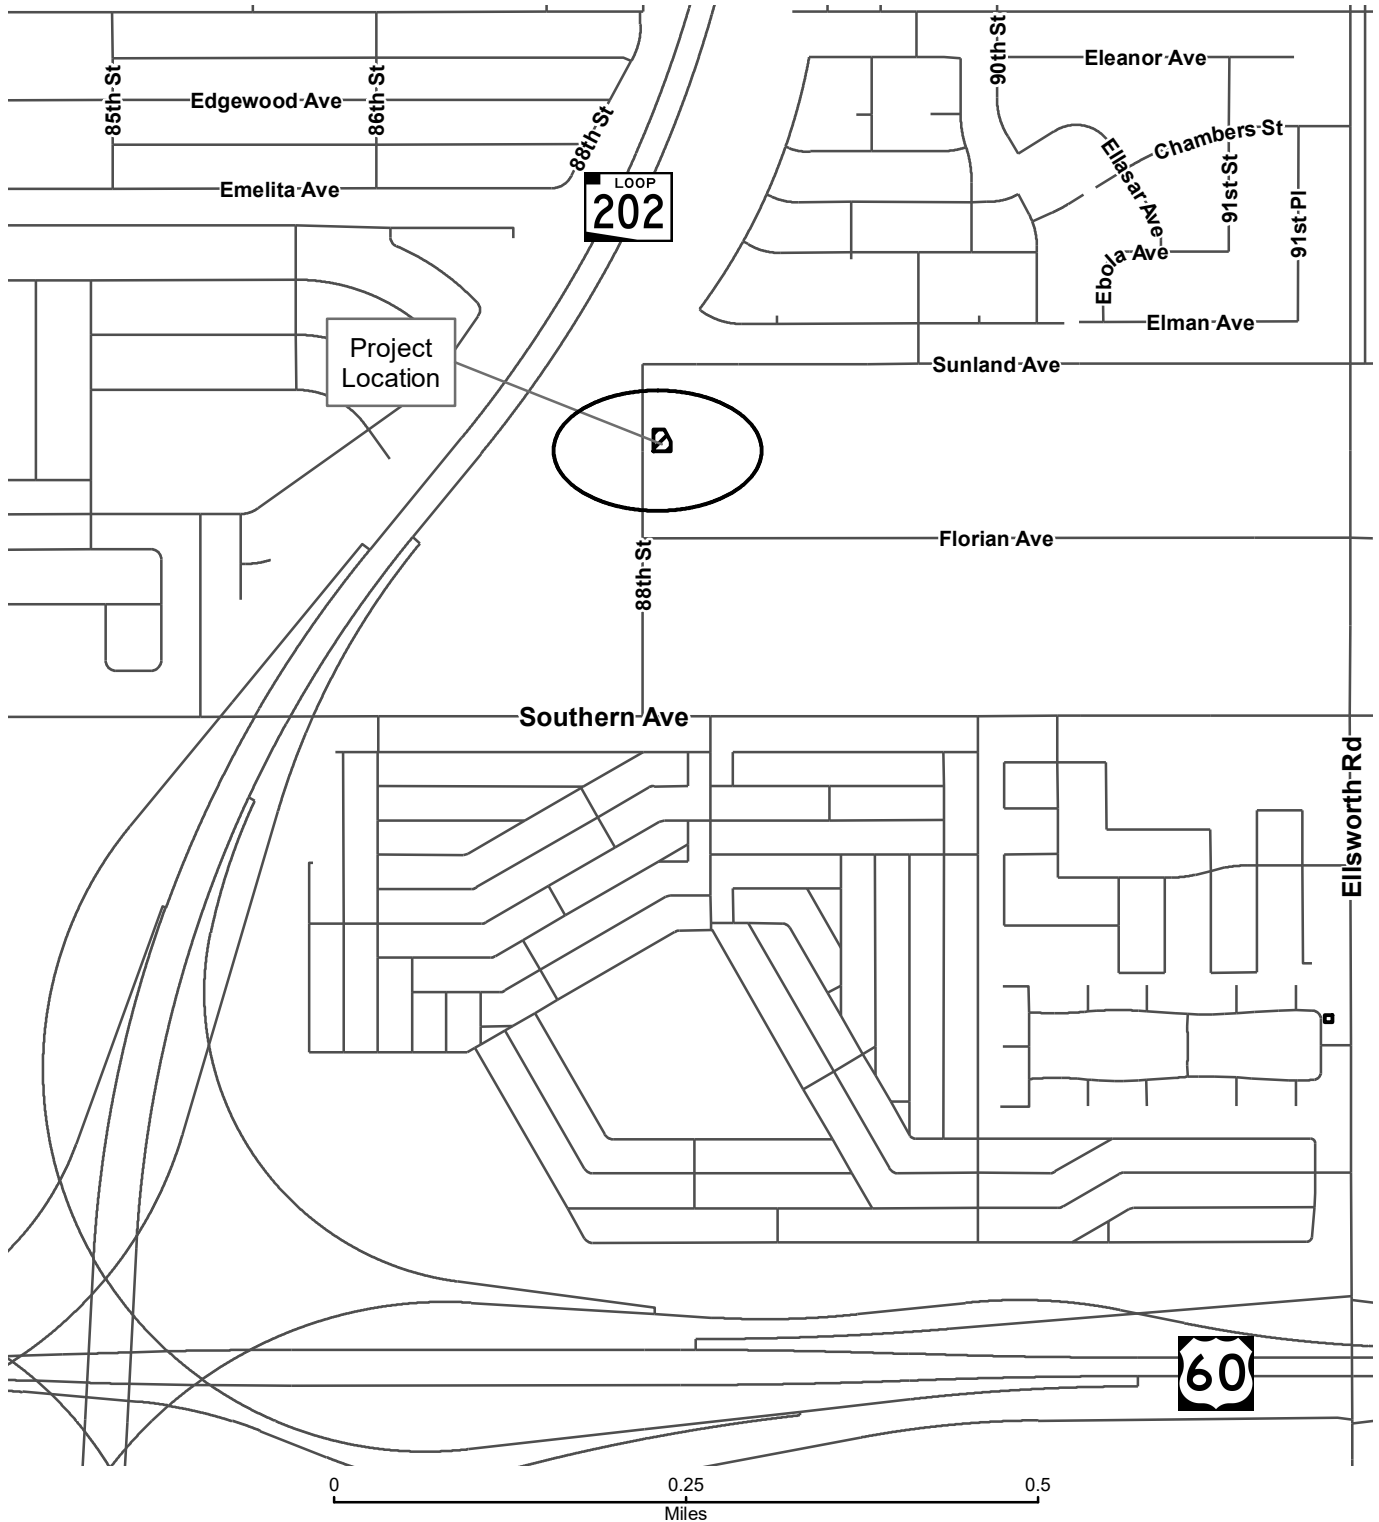 90th St
Eleanor Ave
85th St
86th St
Edgewood Ave
88th St
Chambers St
Ellasar Ave
Emelita Ave
LOOP
202
91st St
91st Pl
Ebola Ave
Elman Ave
Project
Location
Sunland Ave
Florian Ave
88th St
Southern Ave
Ellsworth Rd
60
0
0.25
0.5
Miles